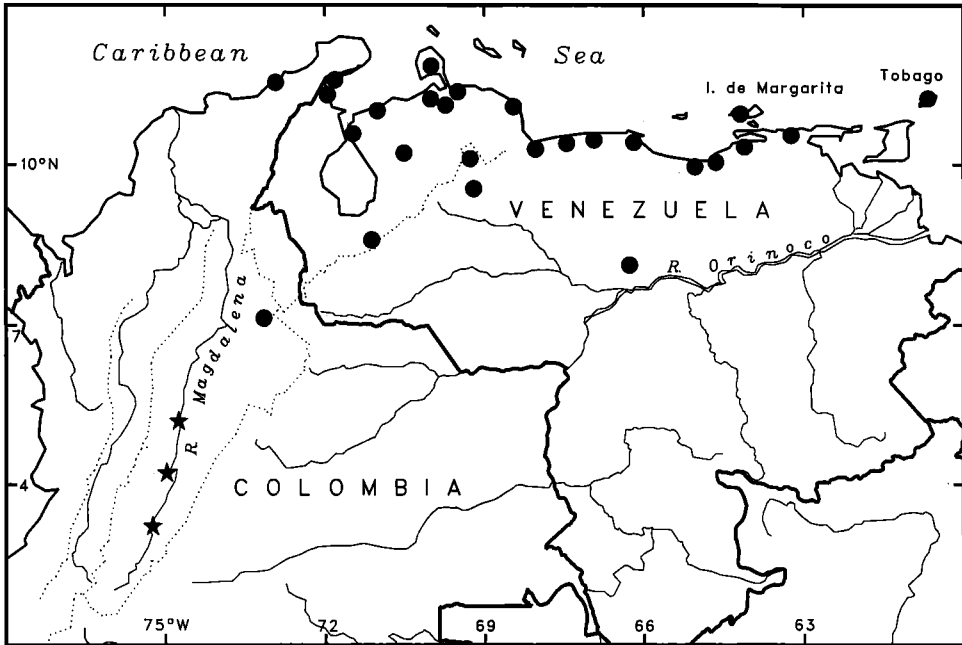 Caribbean Sea
I. de Margarita
Tobago
10°N
VENEZUELA
R. Orinoco
7
R. Magdalena
4
COLOMBIA
75°W 72 69 66 63